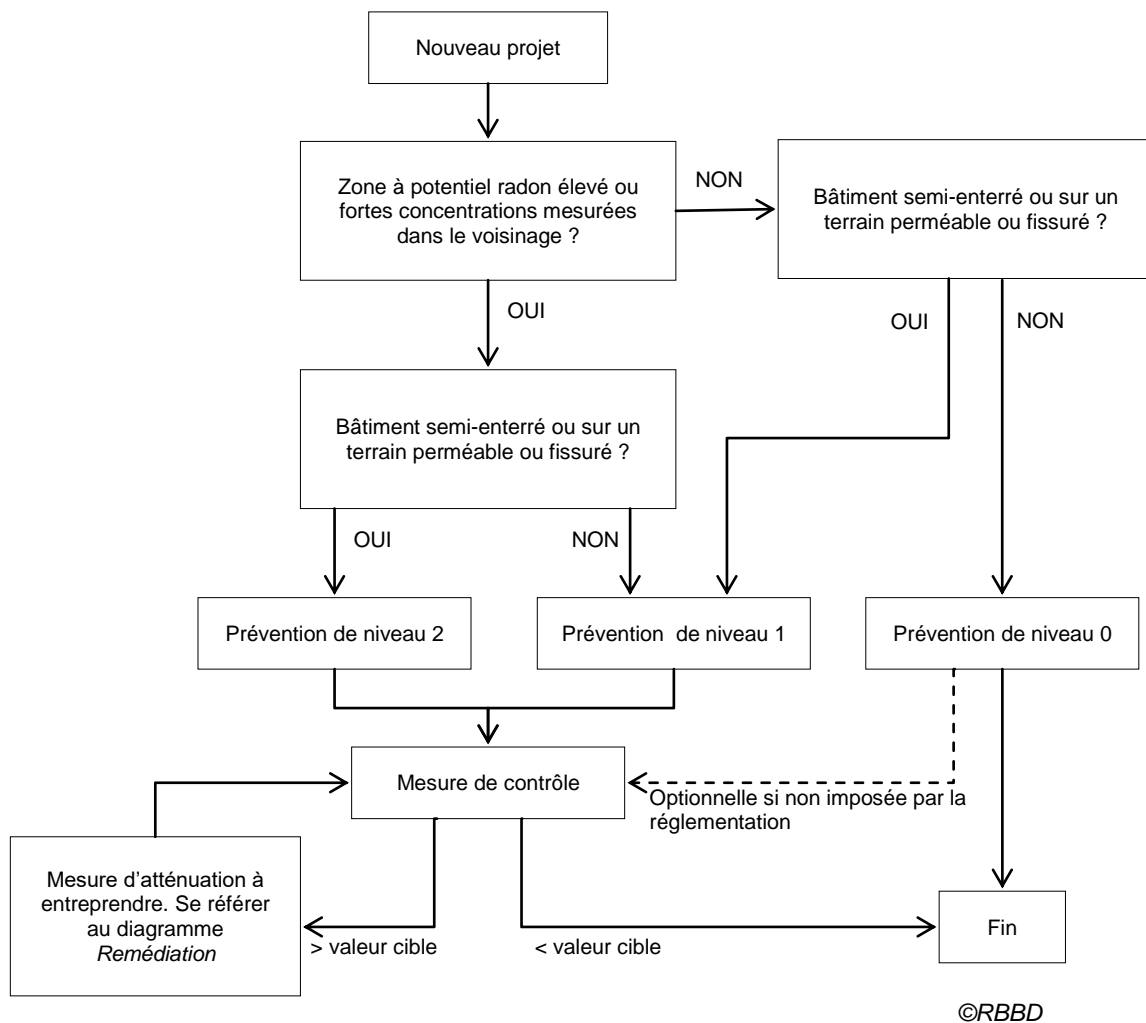 Nouveau projet
Zone à potentiel radon élevé ou
fortes concentrations mesurées
dans le voisinage ?
NON
Bâtiment semi-enterré ou sur un
terrain perméable ou fissuré ?
OUI
OUI
NON
Bâtiment semi-enterré ou sur un
terrain perméable ou fissuré ?
OUI
NON
Prévention de niveau 2
Prévention de niveau 1
Prévention de niveau 0
Mesure de contrôle
Optionnelle si non imposée par la
réglementation
Mesure d'atténuation à
entreprendre. Se référer
au diagramme
Remédiation
> valeur cible
< valeur cible
Fin
©RBBD